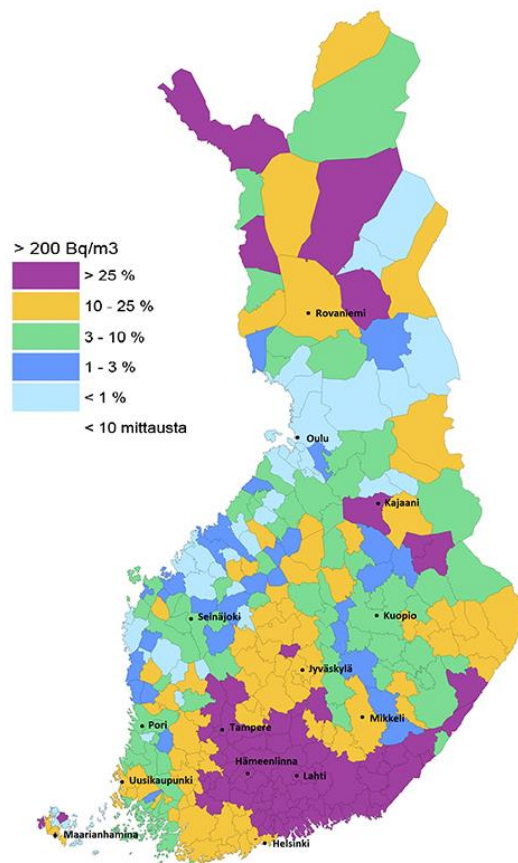 > 200 Bq/m3
> 25 %
10 - 25 %
3 - 10 %
1 - 3 %
< 1 %
< 10 mittausta
Rovaniemi
Oulu
Kajaani
Seinäjoki
Kuopio
Jyväskylä
Mikkeli
Pori
Tampere
Hämeenlinna
Lahti
Uusikaupunki
Maarianhamina
Helsinki